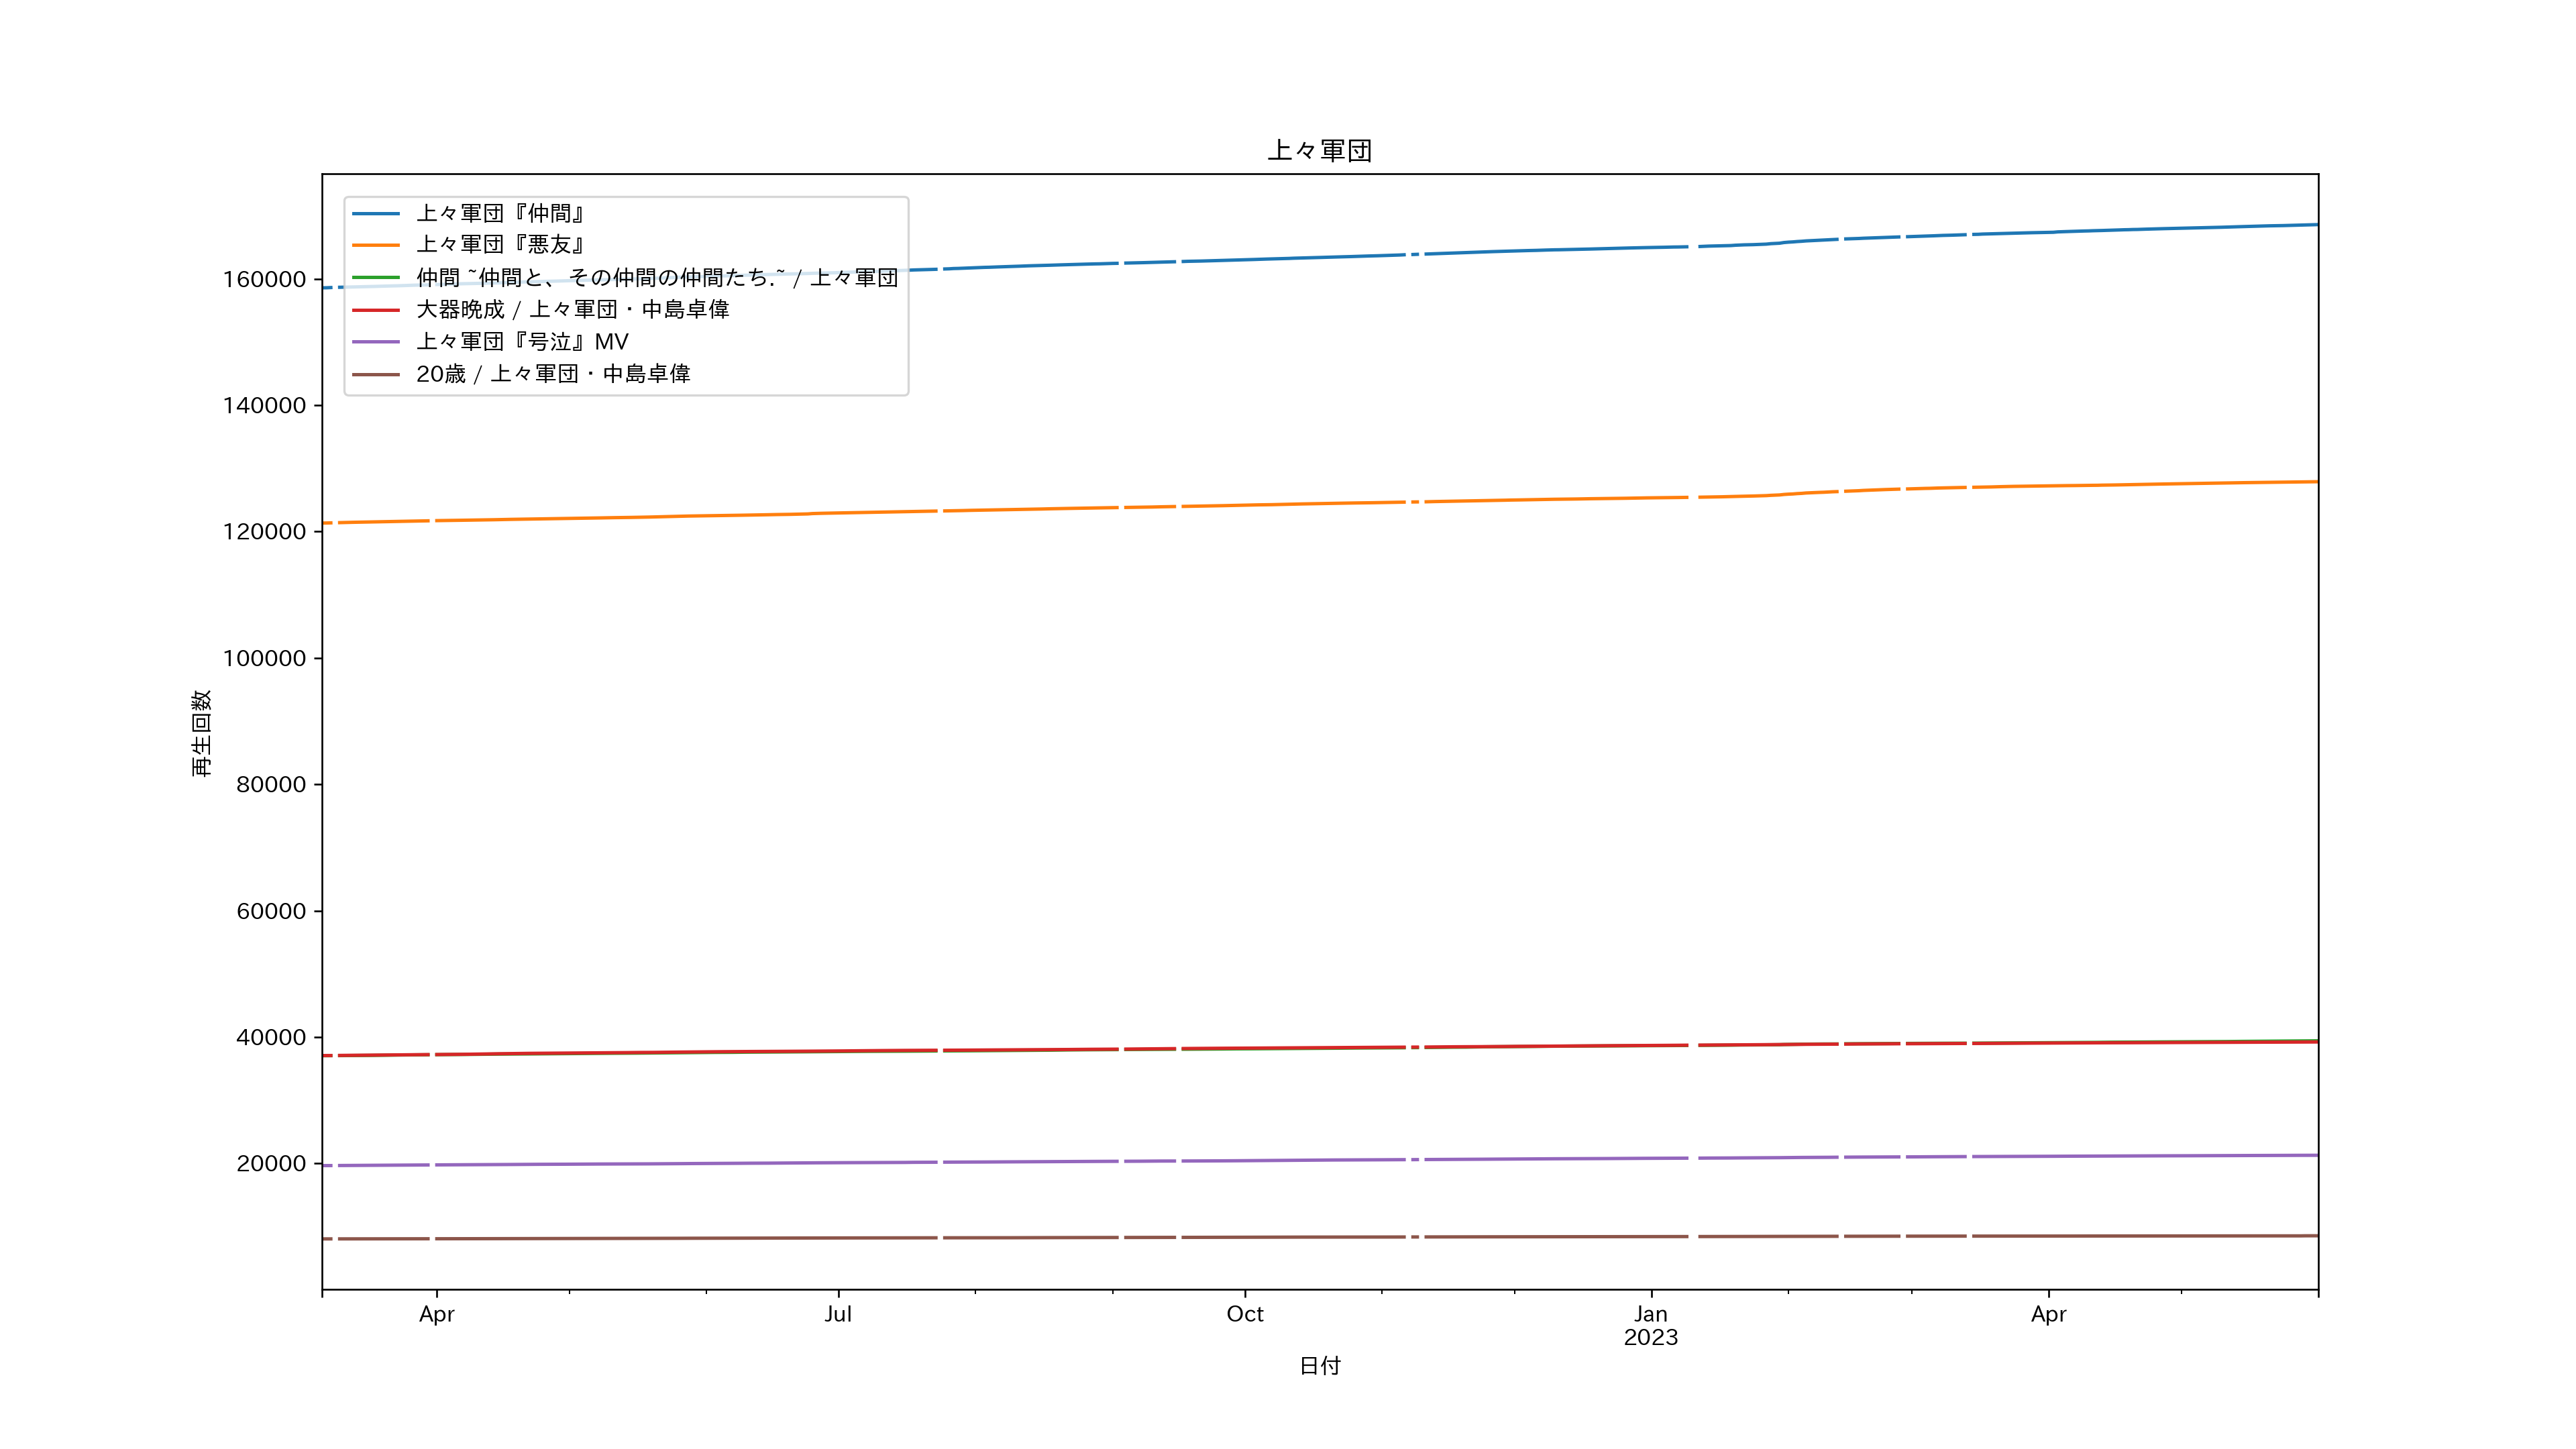 上々軍団
上々軍団『仲間』
上々軍団『悪友』
仲間 ~仲間と、その仲間の仲間たち.~ / 上々軍団
大器晩成 / 上々軍団・中島卓偉
上々軍団『号泣』MV
20歳 / 上々軍団・中島卓偉
160000
140000
120000
100000
80000
60000
40000
20000
再生回数
Apr
Jul
Oct
Jan
2023
Apr
日付